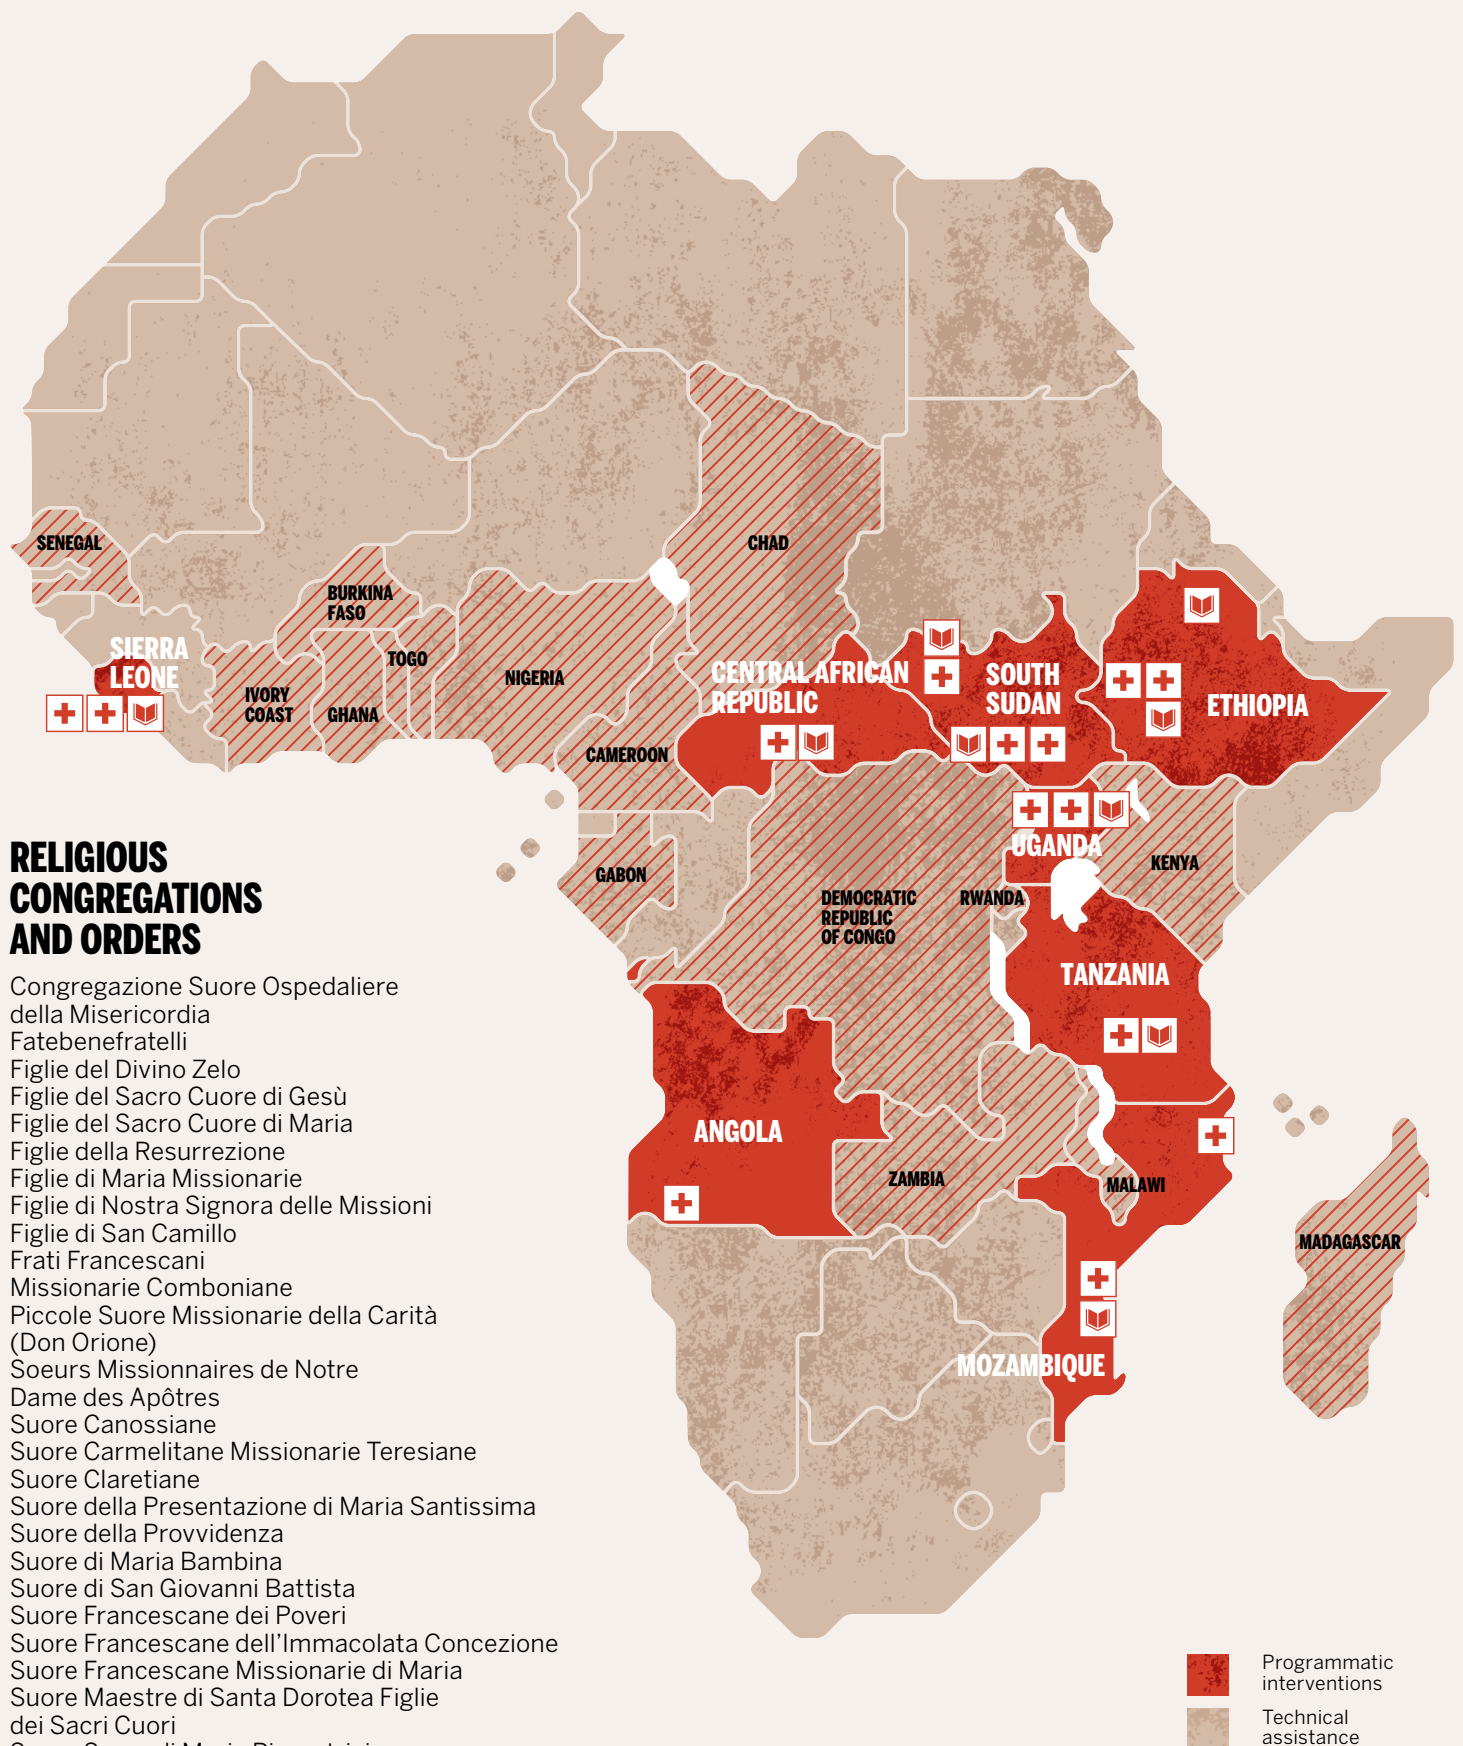 SENEGAL
CHAD
BURKINA
FASO
SIERRA
LEONE
TOGO
NIGERIA
IVORY
COAST
GHANA
CENTRAL AFRICAN
REPUBLIC
SOUTH
SUDAN
ETHIOPIA
CAMEROON
UGANDA
KENYA
GABON
DEMOCRATIC
REPUBLIC
OF CONGO
RWANDA
TANZANIA
ANGOLA
ZAMBIA
MALAWI
MADAGASCAR
MOZAMBIQUE
RELIGIOUS
CONGREGATIONS
AND ORDERS
Congregazione Suore Ospedaliere
della Misericordia
Fatebenefratelli
Figlie del Divino Zelo
Figlie del Sacro Cuore di Gesù
Figlie del Sacro Cuore di Maria
Figlie della Resurrezione
Figlie di Maria Missionarie
Figlie di Nostra Signora delle Missioni
Figlie di San Camillo
Frati Francescani
Missionarie Comboniane
Piccole Suore Missionarie della Carità
(Don Orione)
Soeurs Missionnaires de Notre
Dame des Apôtres
Suore Canossiane
Suore Carmelitane Missionarie Teresiane
Suore Claretiane
Suore della Presentazione di Maria Santissima
Suore della Provvidenza
Suore di Maria Bambina
Suore di San Giovanni Battista
Suore Francescane dei Poveri
Suore Francescane dell'Immacolata Concezione
Suore Francescane Missionarie di Maria
Suore Maestre di Santa Dorotea Figlie
dei Sacri Cuori
Programmatic
interventions
Technical
assistance